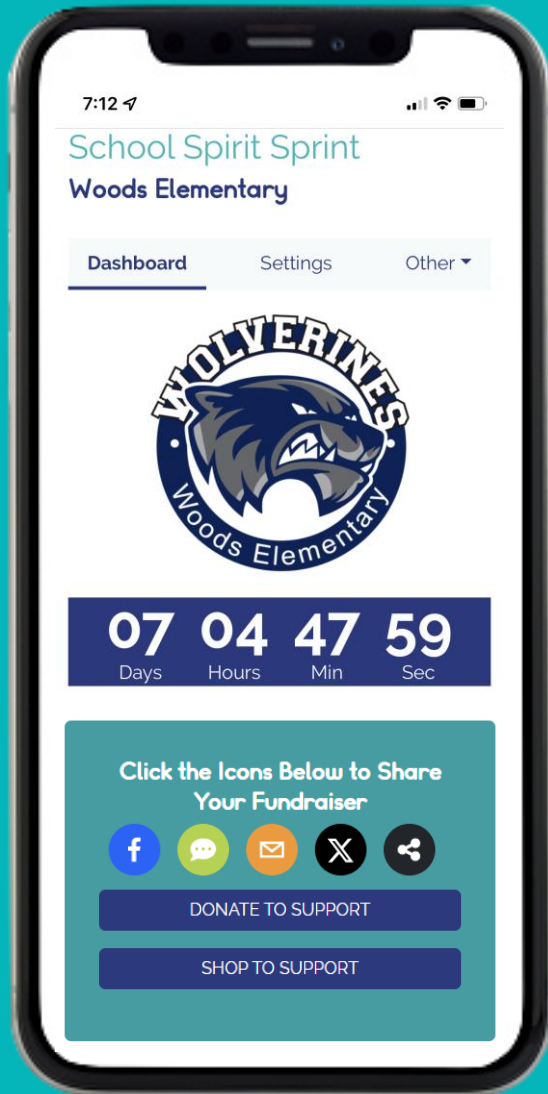 7:12
School Spirit Sprint
Woods Elementary
Dashboard Settings Other
WOLVERINES
Woods Elementary
07 04 47 59
Days Hours Min Sec
Click the Icons Below to Share
Your Fundraiser
DONATE TO SUPPORT
SHOP TO SUPPORT